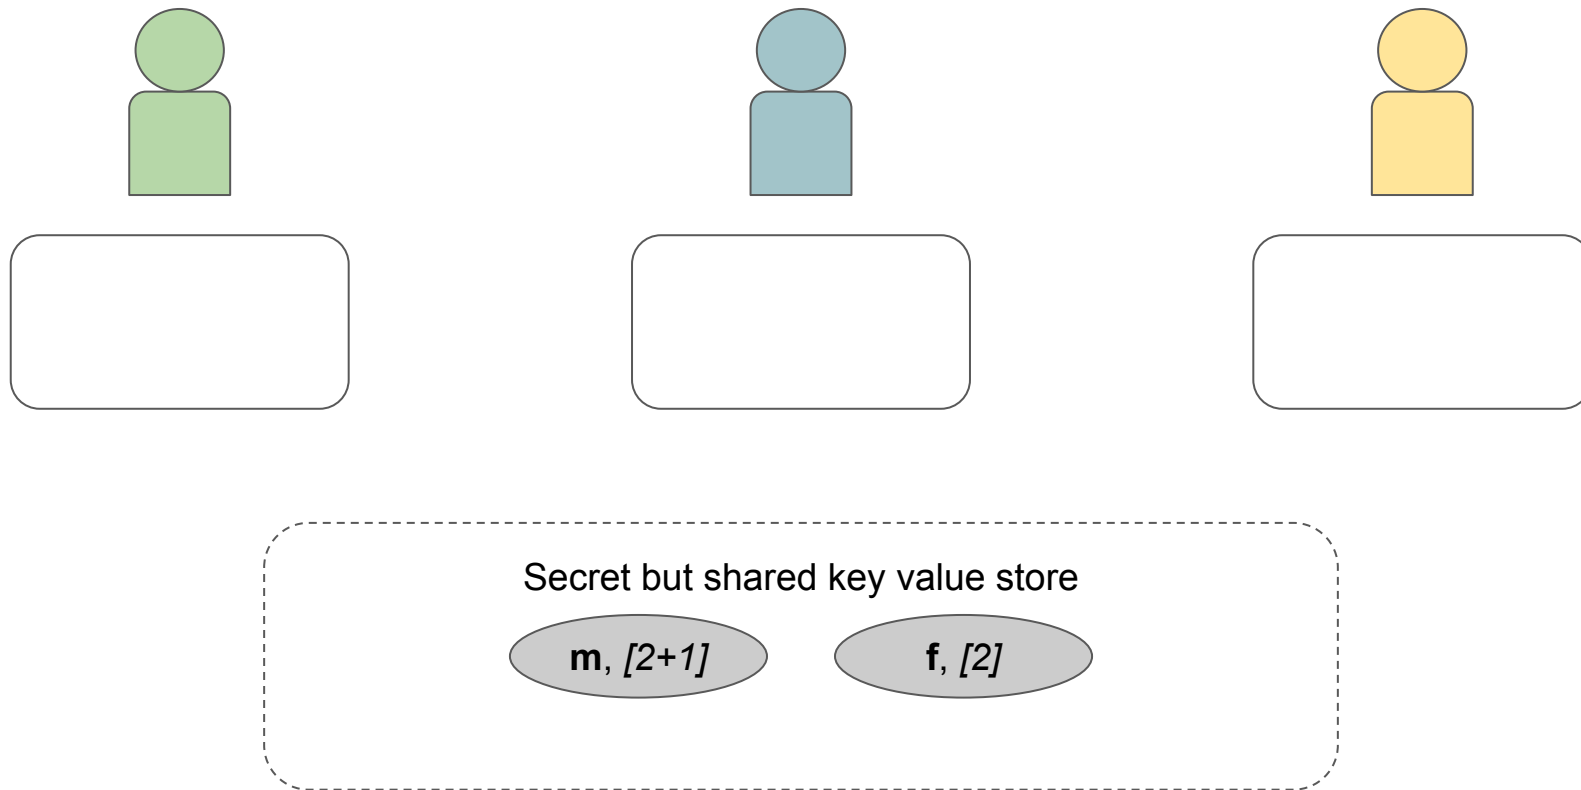 Secret but shared key value store
m, [2+1]
f, [2]